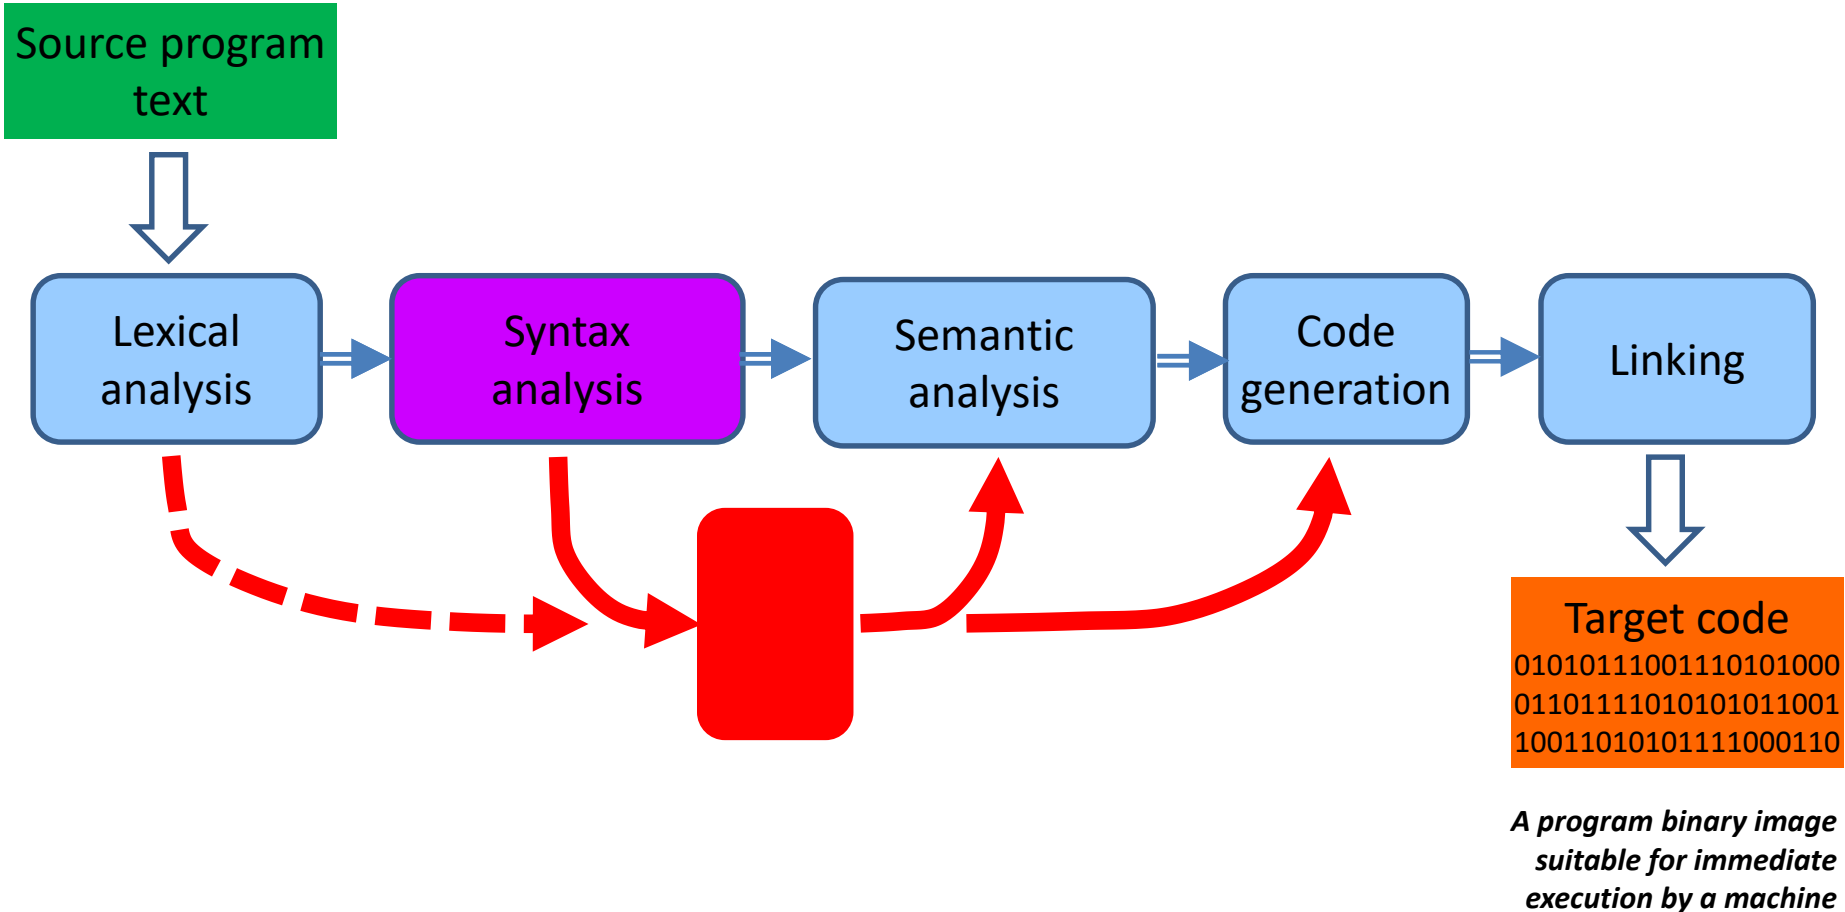 Source program
text
Lexical
analysis
Syntax
analysis
Semantic
analysis
Code
generation
Linking
Target code
01010111001110101000
01101111010101011001
10011010101111000110
A program binary image
suitable for immediate
execution by a machine